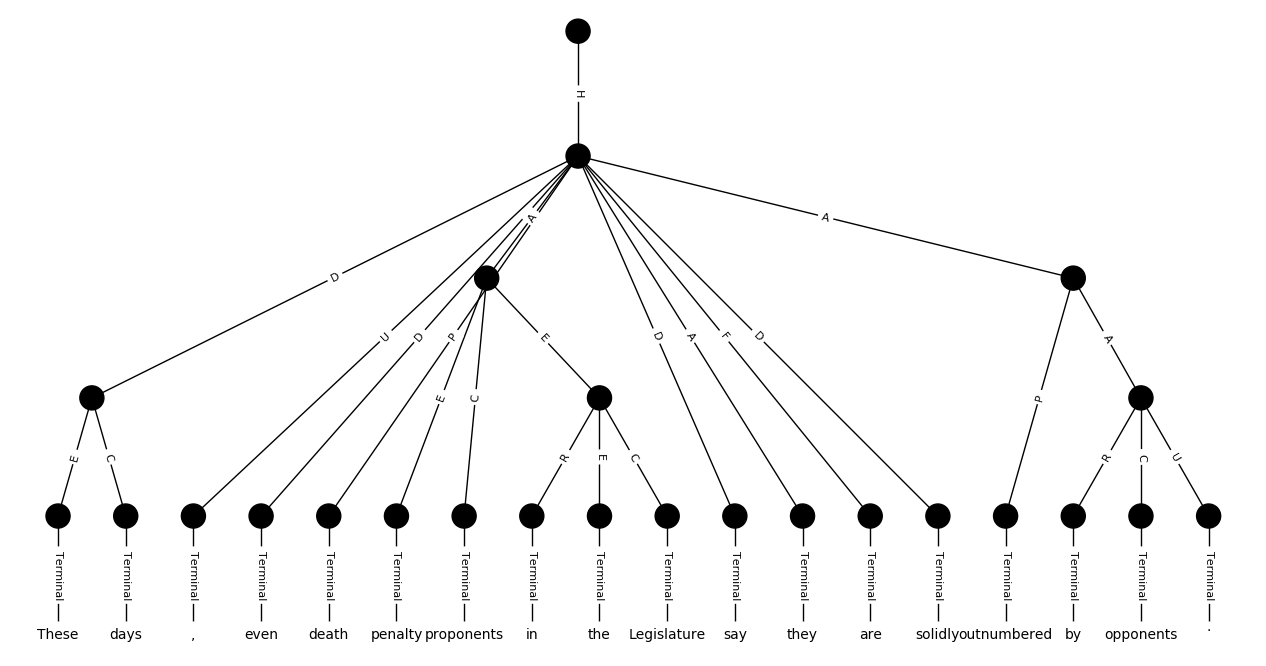 H
A
A
D
U
D
P
E
D
A
F
D
A
E
C
P
E
C
R
E
C
R
C
U
Terminal Terminal Terminal Terminal Terminal Terminal Terminal Terminal Terminal Terminal Terminal Terminal Terminal Terminal Terminal Terminal Terminal Terminal
These days , even death penalty proponents in the Legislature say they are solidly outnumbered by opponents .